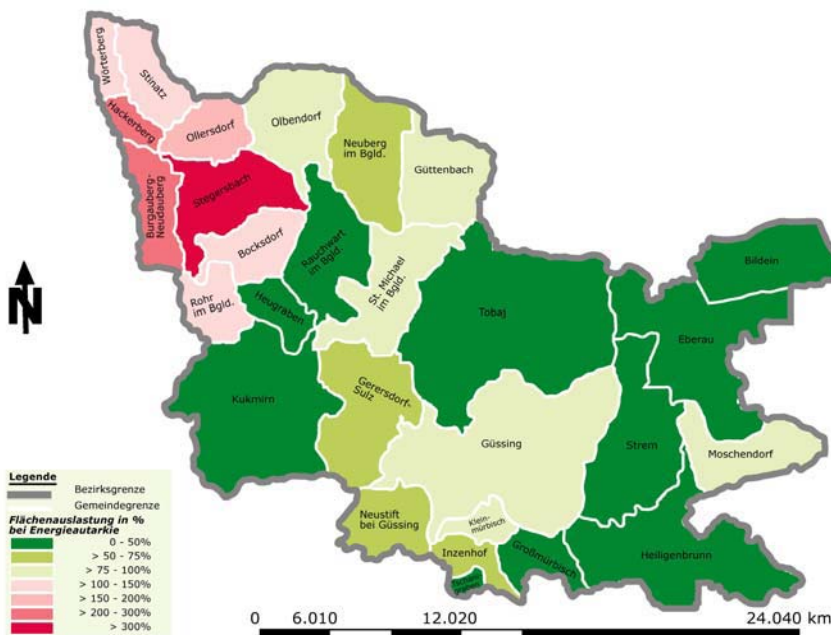 Wörterberg
Stinatz
Hackerberg
Ollersdorf
Olbendorf
Neuberg
im Bgld.
Güttenbach
Burgauberg-
Neudauberg
Stegersbach
Bocksdorf
Rauchwart
im Bgld.
St. Michael
im Bgld.
Rohr
im Bgld.
Heugraben
Tobaj
Bildein
Eberau
Kukmirn
Gerersdorf-
Sulz
Güssing
Strem
Moschendorf
Neustift
bei Güssing
Klein-
mürbisch
Inzenhof
Großmürbisch
Heiligenbrunn
N
Legende
Bezirksgrenze
Gemeindegrenze
Flächenauslastung in %
bei Energieautarkie
0 - 50%
> 50 - 75%
> 75 - 100%
> 100 - 150%
> 150 - 200%
> 200 - 300%
> 300%
0 6.010 12.020 24.040 km